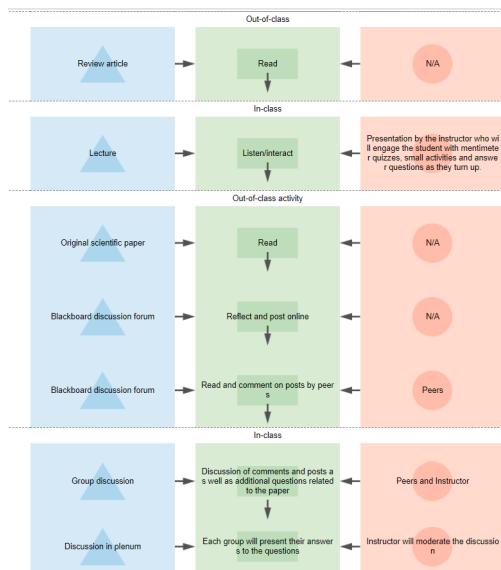 Out-of-class
Review article
Read
N/A
In-class
Lecture
Listen/interact
Presentation by the Instructor who wi
ll engage the student with mentimete
r quizzes, small activities and answe
r questions as they turn up.
Out-of-class activity
Original scientific paper
Read
N/A
Blackboard discussion forum
Reflect and post online
N/A
Blackboard discussion forum
Read and comment on posts by peer
s
Peers
In-class
Group discussion
Discussion of comments and posts a
s well as additional questions related
to the paper
Peers and Instructor
Discussion in plenum
Each group will present their answer
s to the questions
Instructor will moderate the discussio
n